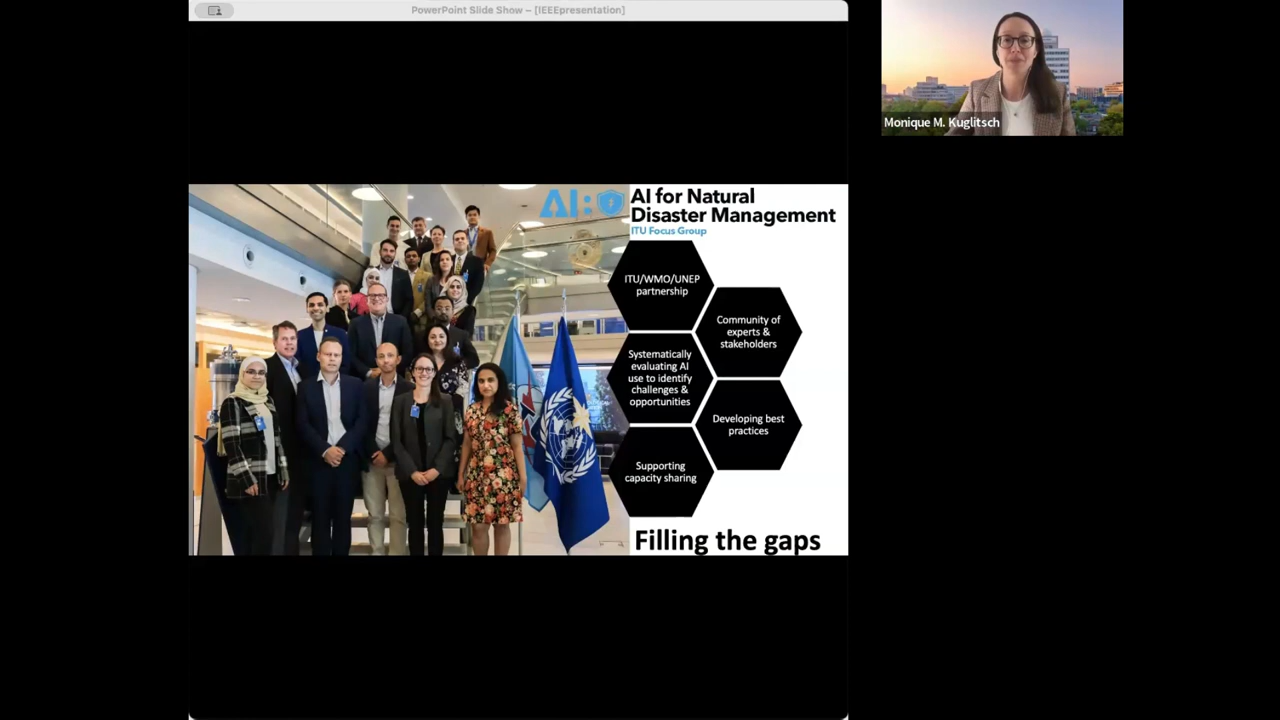 PowerPoint Slide Show – [IEEEpresentation]
Monique M. Kuglitsch
AI:
AI for Natural
Disaster Management
ITU Focus Group
ITU/WMO/UNEP
partnership
Community of
experts &
stakeholders
Systematically
evaluating AI
use to identify
challenges &
opportunities
Developing best
practices
Supporting
capacity sharing
Filling the gaps